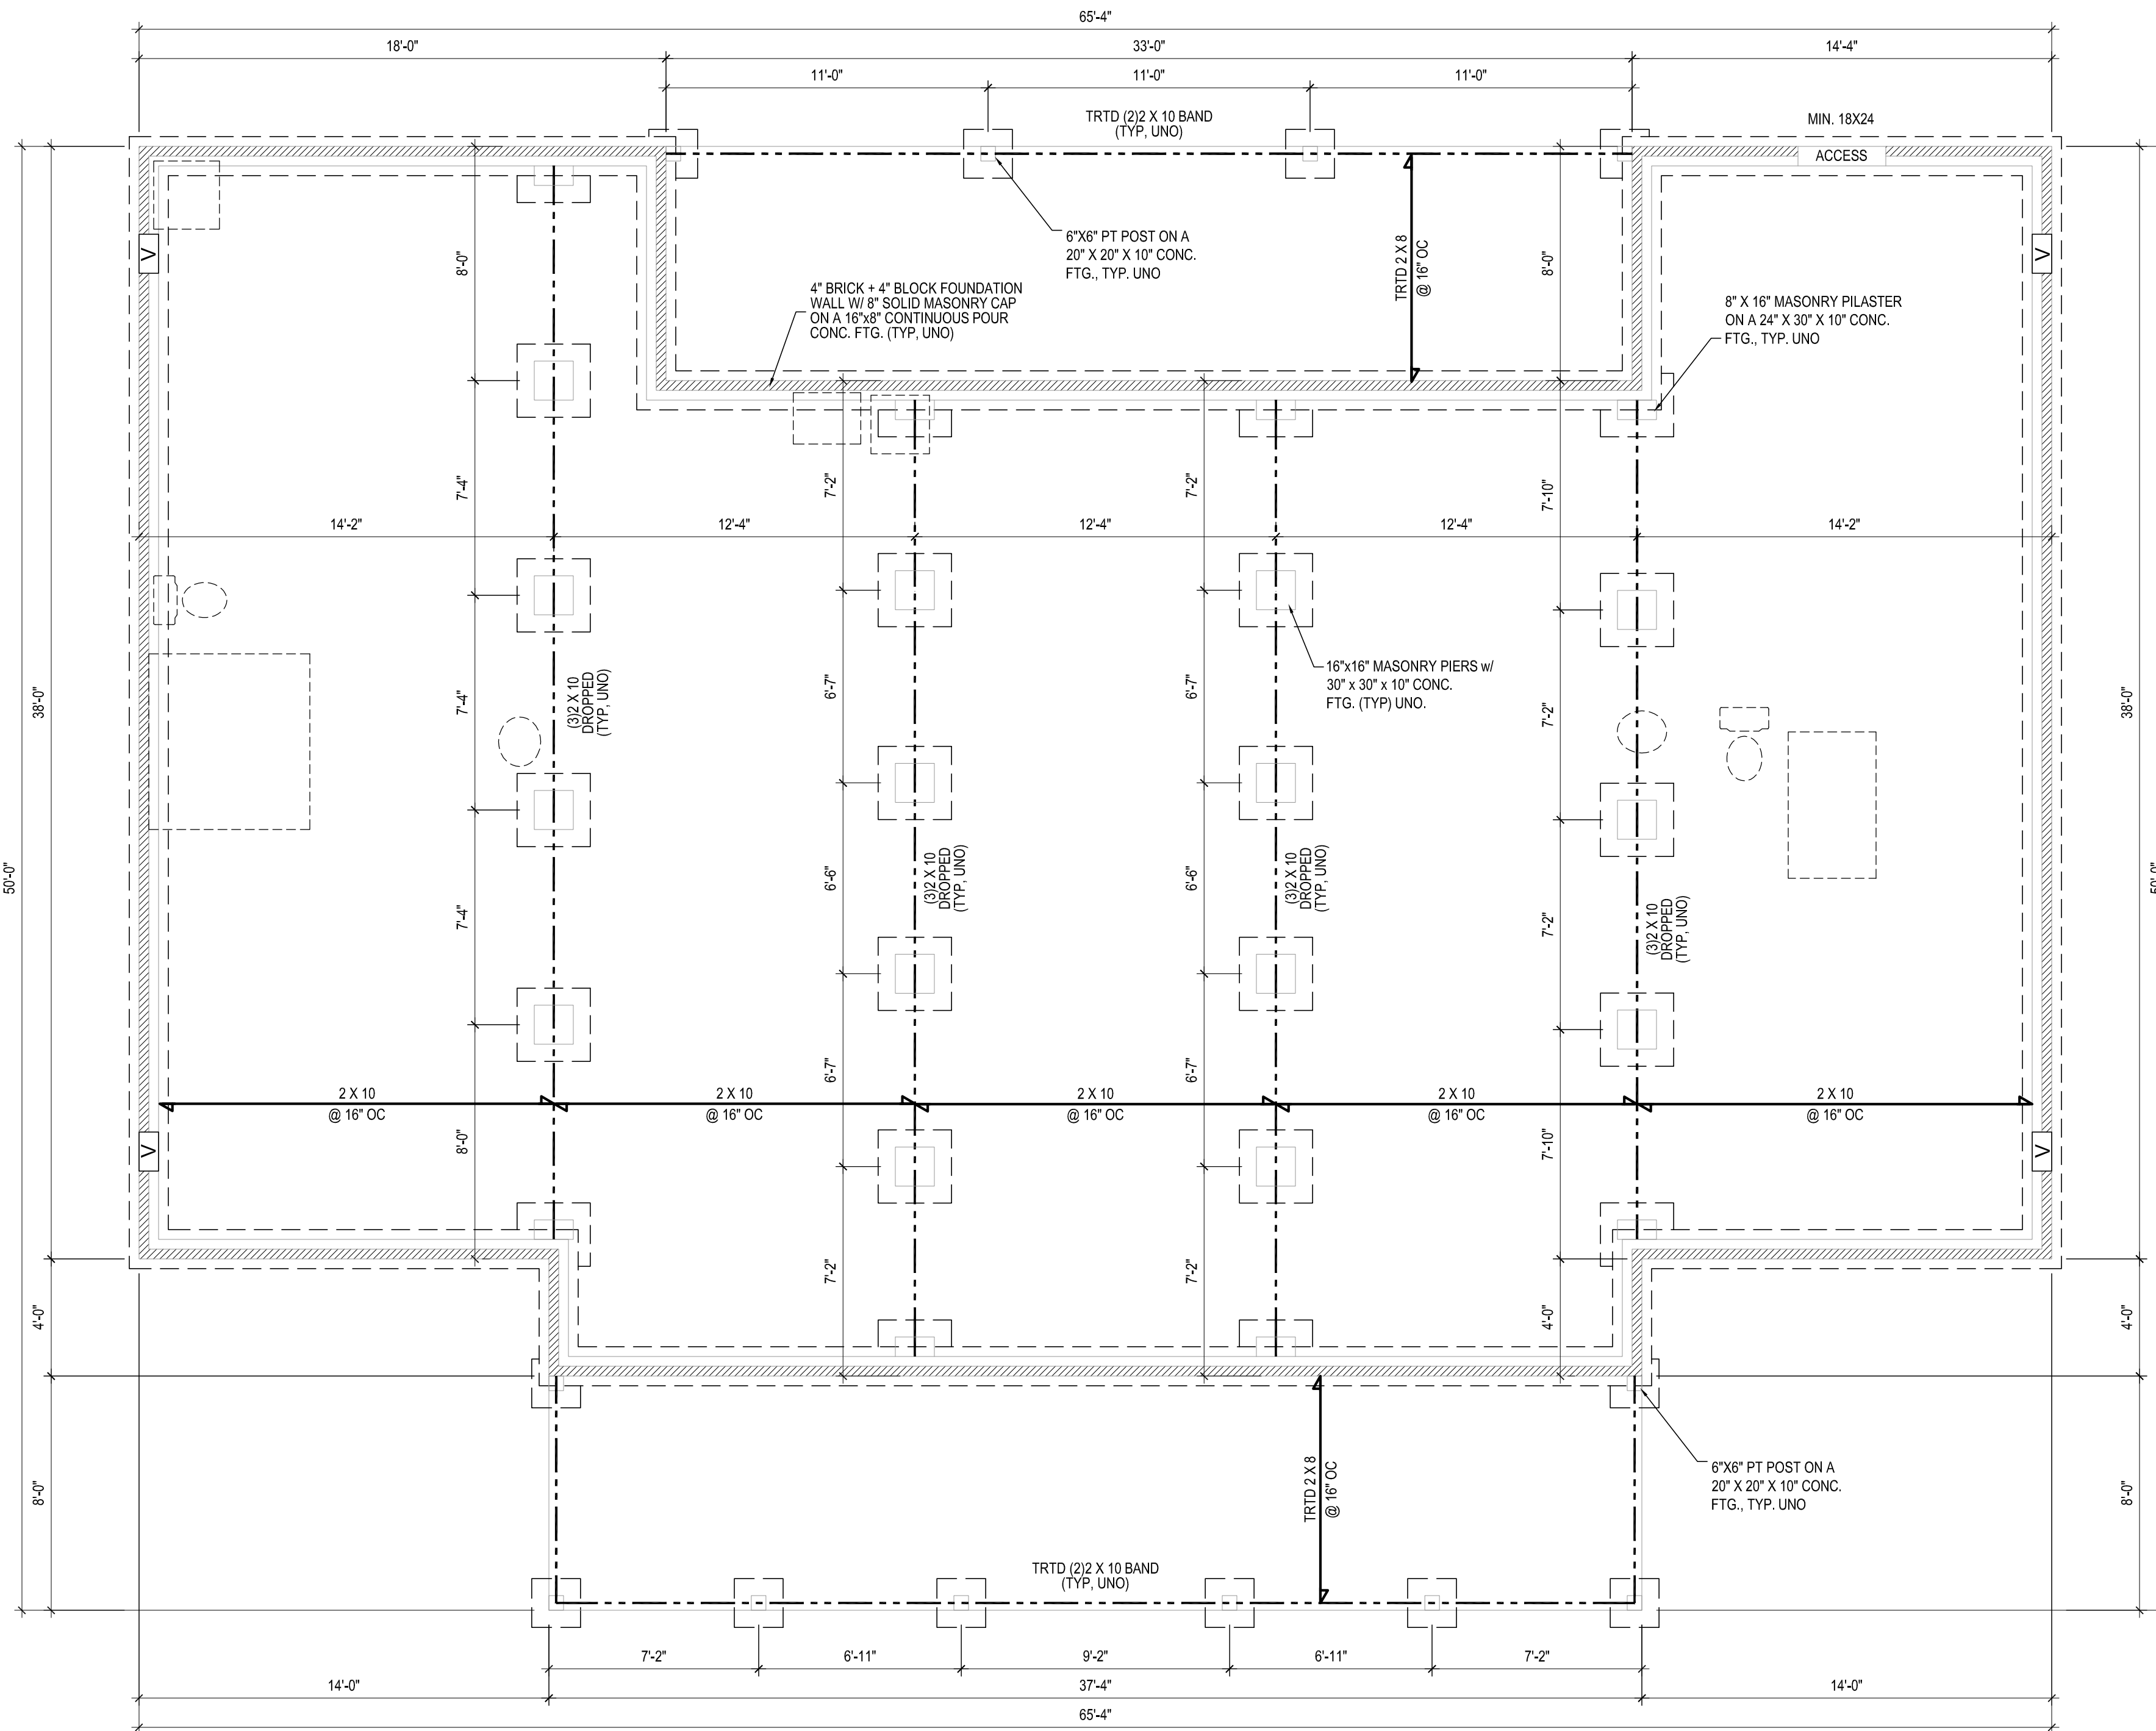 65'-4"
18'-0"
33'-0"
14'-4"
11'-0"
11'-0"
11'-0"
TRTD (2)2 X 10 BAND
(TYP, UNO)
MIN. 18X24
ACCESS
V
V
8'-0"
6"X6" PT POST ON A
20" X 20" X 10" CONC.
FTG., TYP. UNO
TRTD 2 X 8
@ 16" OC
8'-0"
4" BRICK + 4" BLOCK FOUNDATION
WALL W/ 8" SOLID MASONRY CAP
ON A 16"x8" CONTINUOUS POUR
CONC. FTG. (TYP, UNO)
8" X 16" MASONRY PILASTER
ON A 24" X 30" X 10" CONC.
FTG., TYP. UNO
7'-4"
7'-2"
7'-2"
7'-10"
14'-2"
12'-4"
12'-4"
12'-4"
14'-2"
16"x16" MASONRY PIERS w/
30" x 30" x 10" CONC.
FTG. (TYP) UNO.
38'-0"
7'-4"
(3)2 X 10
DROPPED
(TYP, UNO)
6'-7"
6'-7"
7'-2"
38'-0"
50'-0"
7'-4"
6'-6"
(3)2 X 10
DROPPED
(TYP, UNO)
6'-6"
(3)2 X 10
DROPPED
(TYP, UNO)
7'-2"
(3)2 X 10
DROPPED
(TYP, UNO)
50'-0"
6'-7"
6'-7"
2 X 10
@ 16" OC
2 X 10
@ 16" OC
2 X 10
@ 16" OC
2 X 10
@ 16" OC
2 X 10
@ 16" OC
V
8'-0"
7'-10"
V
7'-2"
7'-2"
4'-0"
4'-0"
4'-0"
8'-0"
TRTD 2 X 8
@ 16" OC
6"X6" PT POST ON A
20" X 20" X 10" CONC.
FTG., TYP. UNO
8'-0"
TRTD (2)2 X 10 BAND
(TYP, UNO)
7'-2"
6'-11"
9'-2"
6'-11"
7'-2"
14'-0"
37'-4"
14'-0"
65'-4"